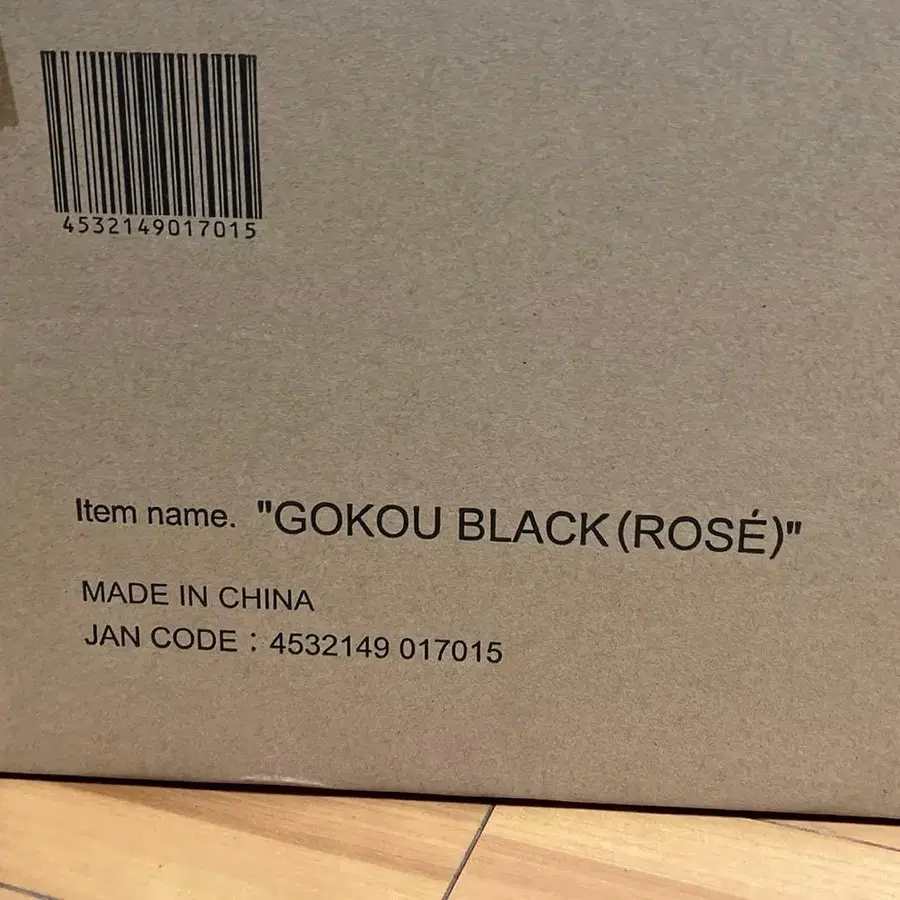 4532149017015
Item name. "GOKOU BLACK(ROSÉ)"
MADE IN CHINA
JAN CODE : 4532149 017015